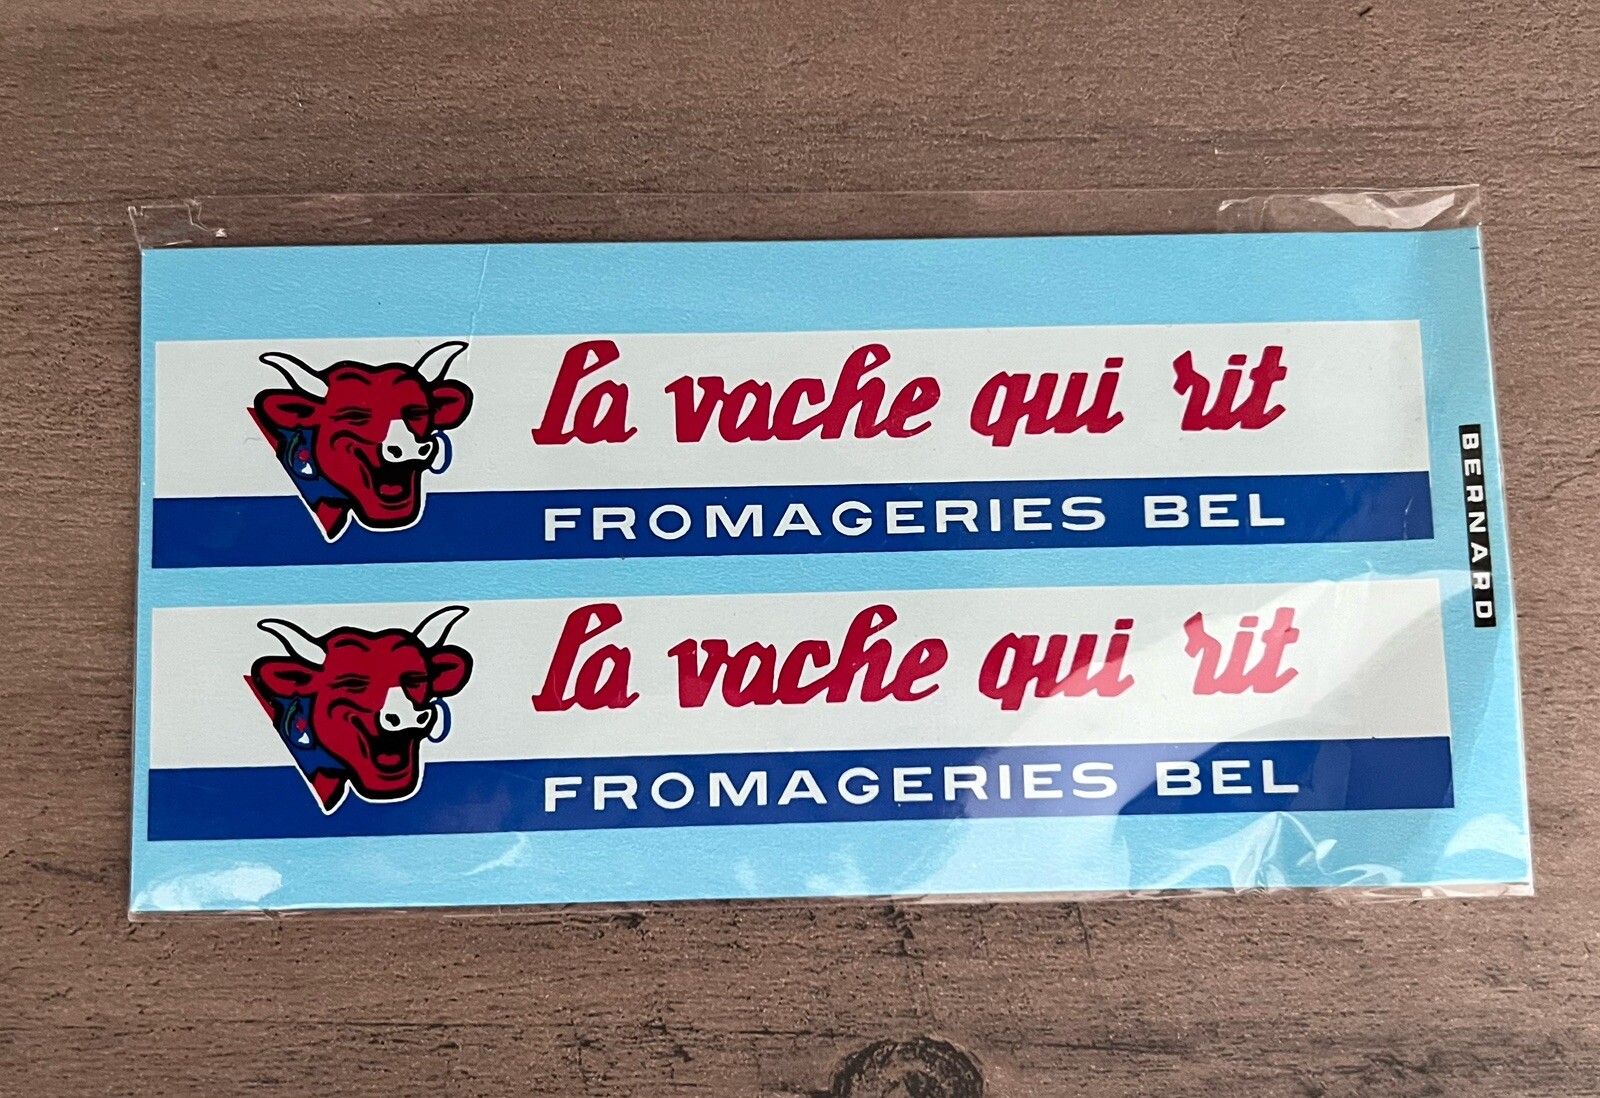 la vache qui rit
FROMAGERIES BEL
la vache qui rit
FROMAGERIES BEL
BERNARD